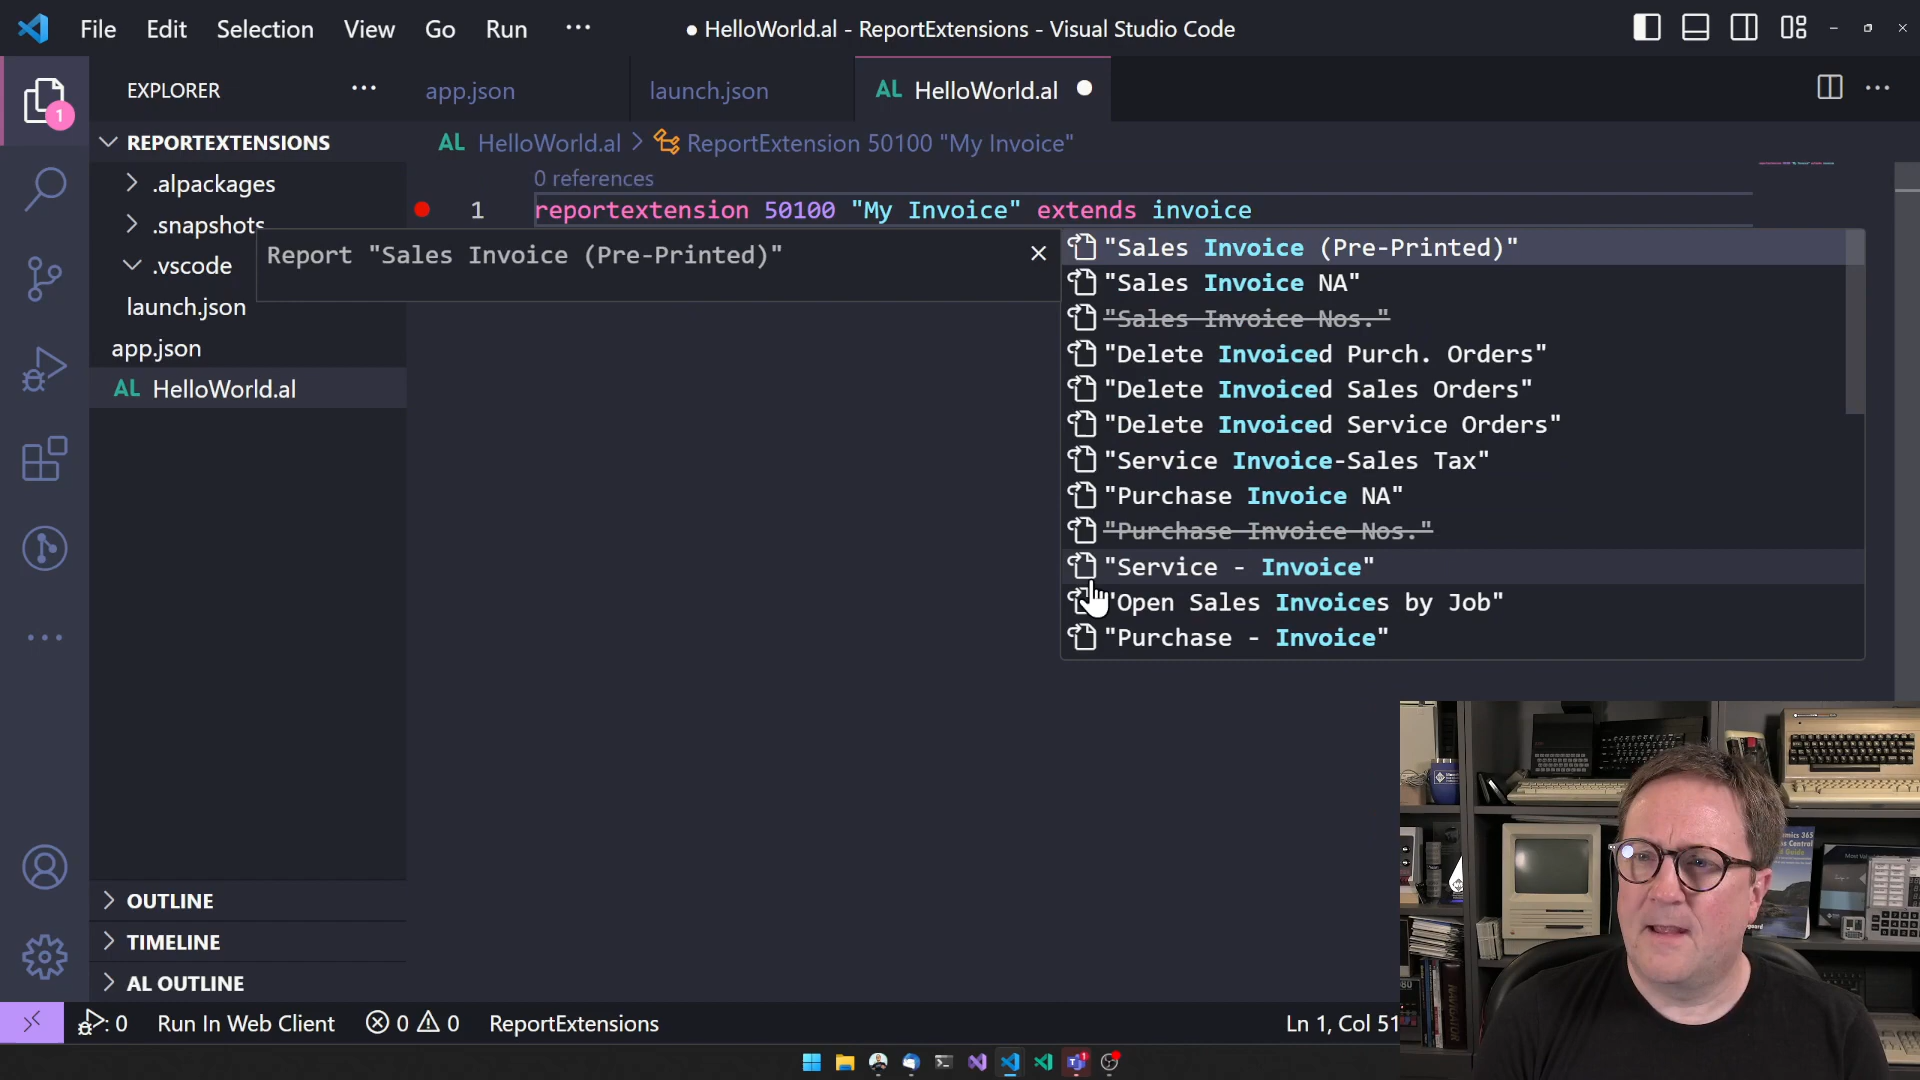 File Edit Selection View Go Run ··· ● HelloWorld.al - ReportExtensions - Visual Studio Code
EXPLORER ··· app.json launch.json AL HelloWorld.al ●
1
REPORTEXTENSIONS
AL HelloWorld.al > ReportExtension 50100 "My Invoice"
.alpackages
0 references
1 reportextension 50100 "My Invoice" extends invoice
.snapshots
Report "Sales Invoice (Pre-Printed)"
.vscode
launch.json
app.json
AL HelloWorld.al
"Sales Invoice (Pre-Printed)"
"Sales Invoice NA"
"Sales Invoice Nos."
"Delete Invoiced Purch. Orders"
"Delete Invoiced Sales Orders"
"Delete Invoiced Service Orders"
"Service Invoice-Sales Tax"
"Purchase Invoice NA"
"Purchase Invoice Nos."
"Service - Invoice"
"Open Sales Invoices by Job"
"Purchase - Invoice"
OUTLINE
TIMELINE
AL OUTLINE
: 0 Run In Web Client 0 0 ReportExtensions Ln 1, Col 51